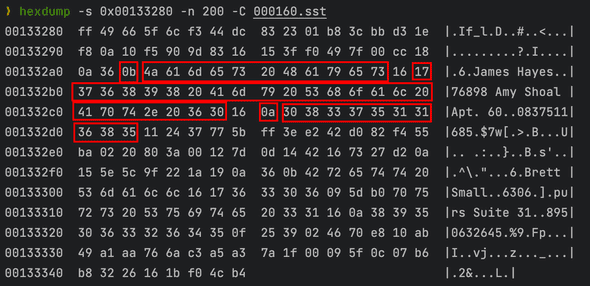 ❯ hexdump -s 0x00133280 -n 200 -C 000160.sst
00133280 ff 49 66 5f 6c f3 44 dc 83 23 01 b8 3c bb d3 1e |.If_l.D..#..<...|
00133290 f8 0a 10 f5 90 9d 83 16 15 3f f0 49 7f 00 cc 18 |.........?.I....|
001332a0 0a 36 0b 4a 61 6d 65 73 20 48 61 79 65 73 16 17 |.6.James Hayes..|
001332b0 37 36 38 39 38 20 41 6d 79 20 53 68 6f 61 6c 20 |76898 Amy Shoal |
001332c0 41 70 74 2e 20 36 30 16 0a 30 38 33 37 35 31 31 |Apt. 60..0837511|
001332d0 36 38 35 11 24 37 77 5b ff 3e e2 42 d0 82 f4 55 |685.$7w[.>.B...U|
001332e0 ba 02 20 80 3a 00 12 7d 0d 14 42 16 73 27 d2 0a |.. .:..}..B.s'..|
001332f0 15 5e 5c 9f 22 1a 19 0a 36 0b 42 72 65 74 74 20 |.^\."...6.Brett |
00133300 53 6d 61 6c 6c 16 17 36 33 30 36 09 5d b0 70 75 |Small..6306.].pu|
00133310 72 73 20 53 75 69 74 65 20 33 31 16 0a 38 39 35 |rs Suite 31..895|
00133320 30 36 33 32 36 34 35 0f 25 39 02 46 70 e8 10 ab |0632645.%9.Fp...|
00133330 49 a1 aa 76 6a c3 a5 a3 7a 1f 00 09 5f 0c 07 b6 |I..vj...z..._...|
00133340 b8 32 26 16 1b f0 4c b4 |.2&...L.|